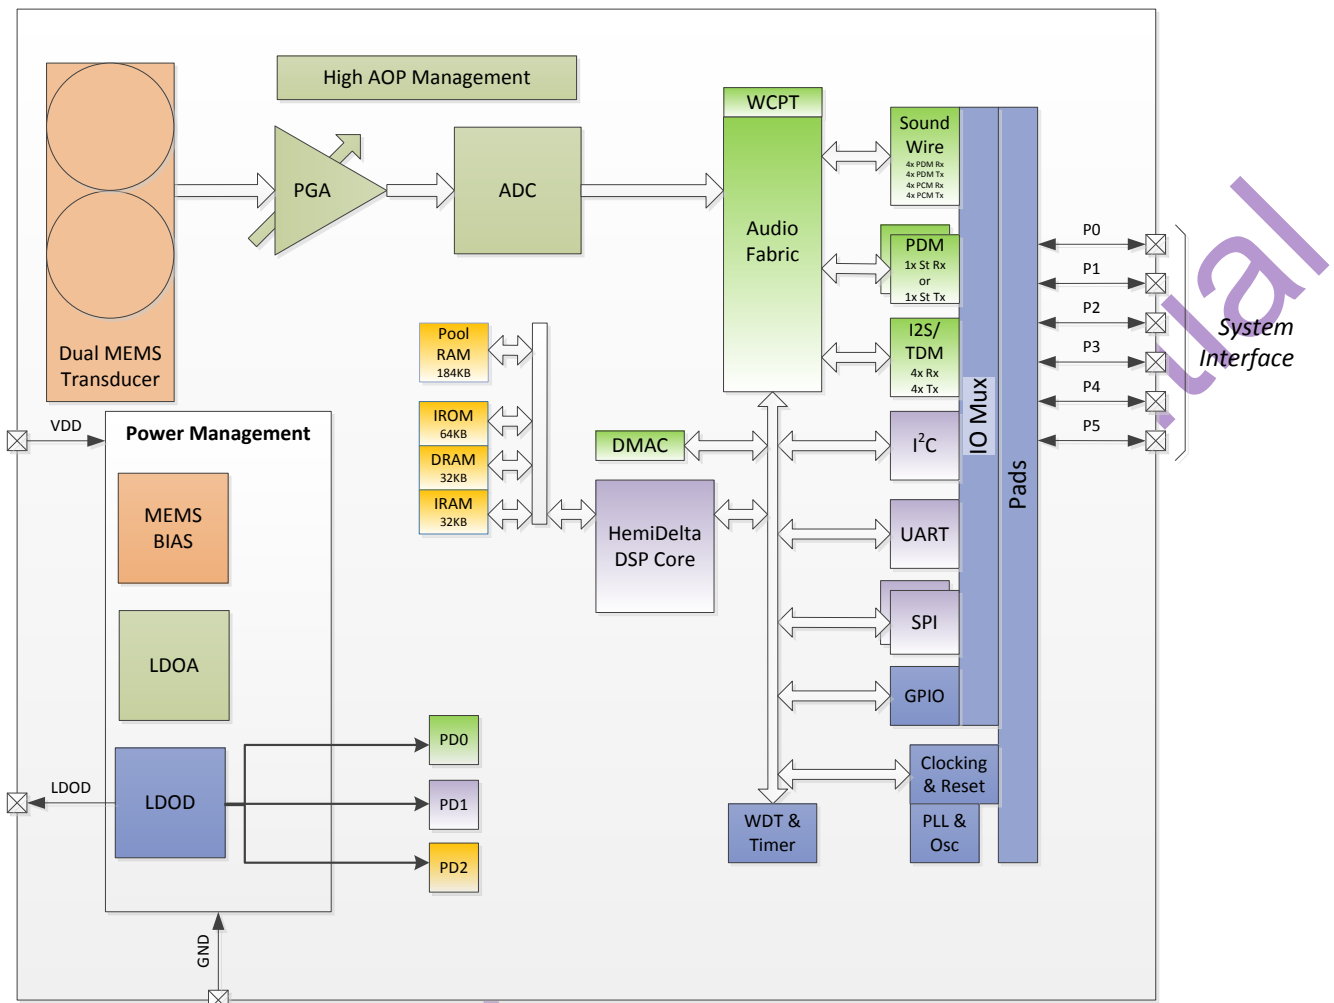 High AOP Management
WCPT
Audio
Fabric
PGA
ADC
Dual MEMS
Transducer
Sound
Wire
4x PDM Rx
4x PDM Tx
4x PCM Rx
4x PCM Tx
PDM
1x St Rx
or
1x St Tx
I2S/
TDM
4x Rx
4x Tx
I²C
UART
SPI
GPIO
IO Mux
Pads
P0
P1
P2
P3
P4
P5
System
Interface
Pool
RAM
184KB
IROM
64KB
DRAM
32KB
IRAM
32KB
DMAC
HemiDelta
DSP Core
VDD
Power Management
MEMS
BIAS
LDOA
LDOD
LDOD
GND
PD0
PD1
PD2
WDT &
Timer
Clocking
& Reset
PLL &
Osc